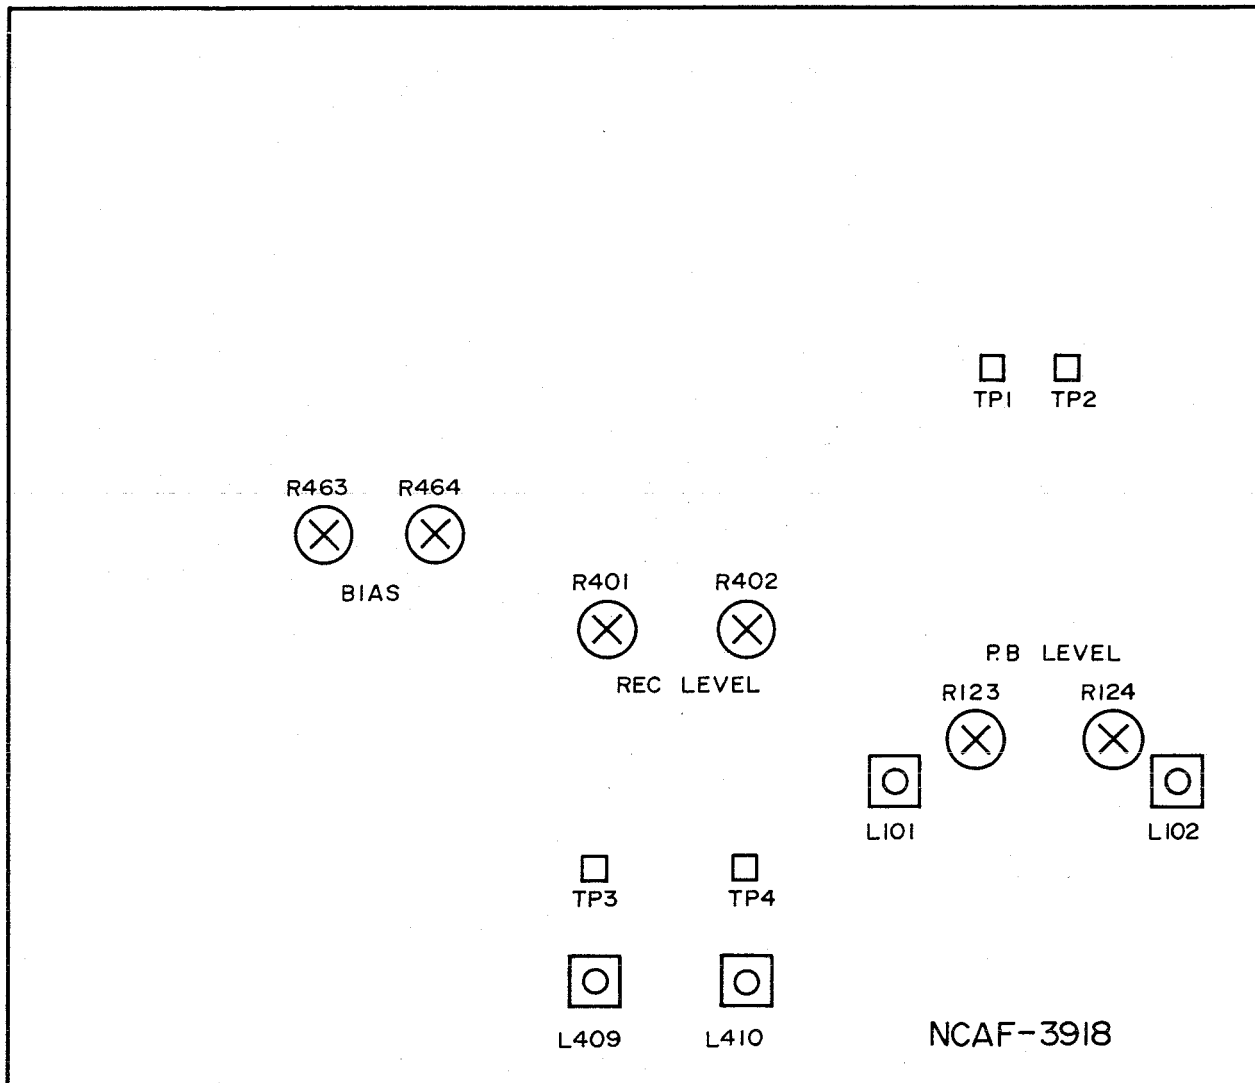 TP1 TP2
R463 R464
BIAS
R401 R402
REC LEVEL
P.B LEVEL
R123 R124
L101 L102
TP3 TP4
L409 L410
NCAF-3918